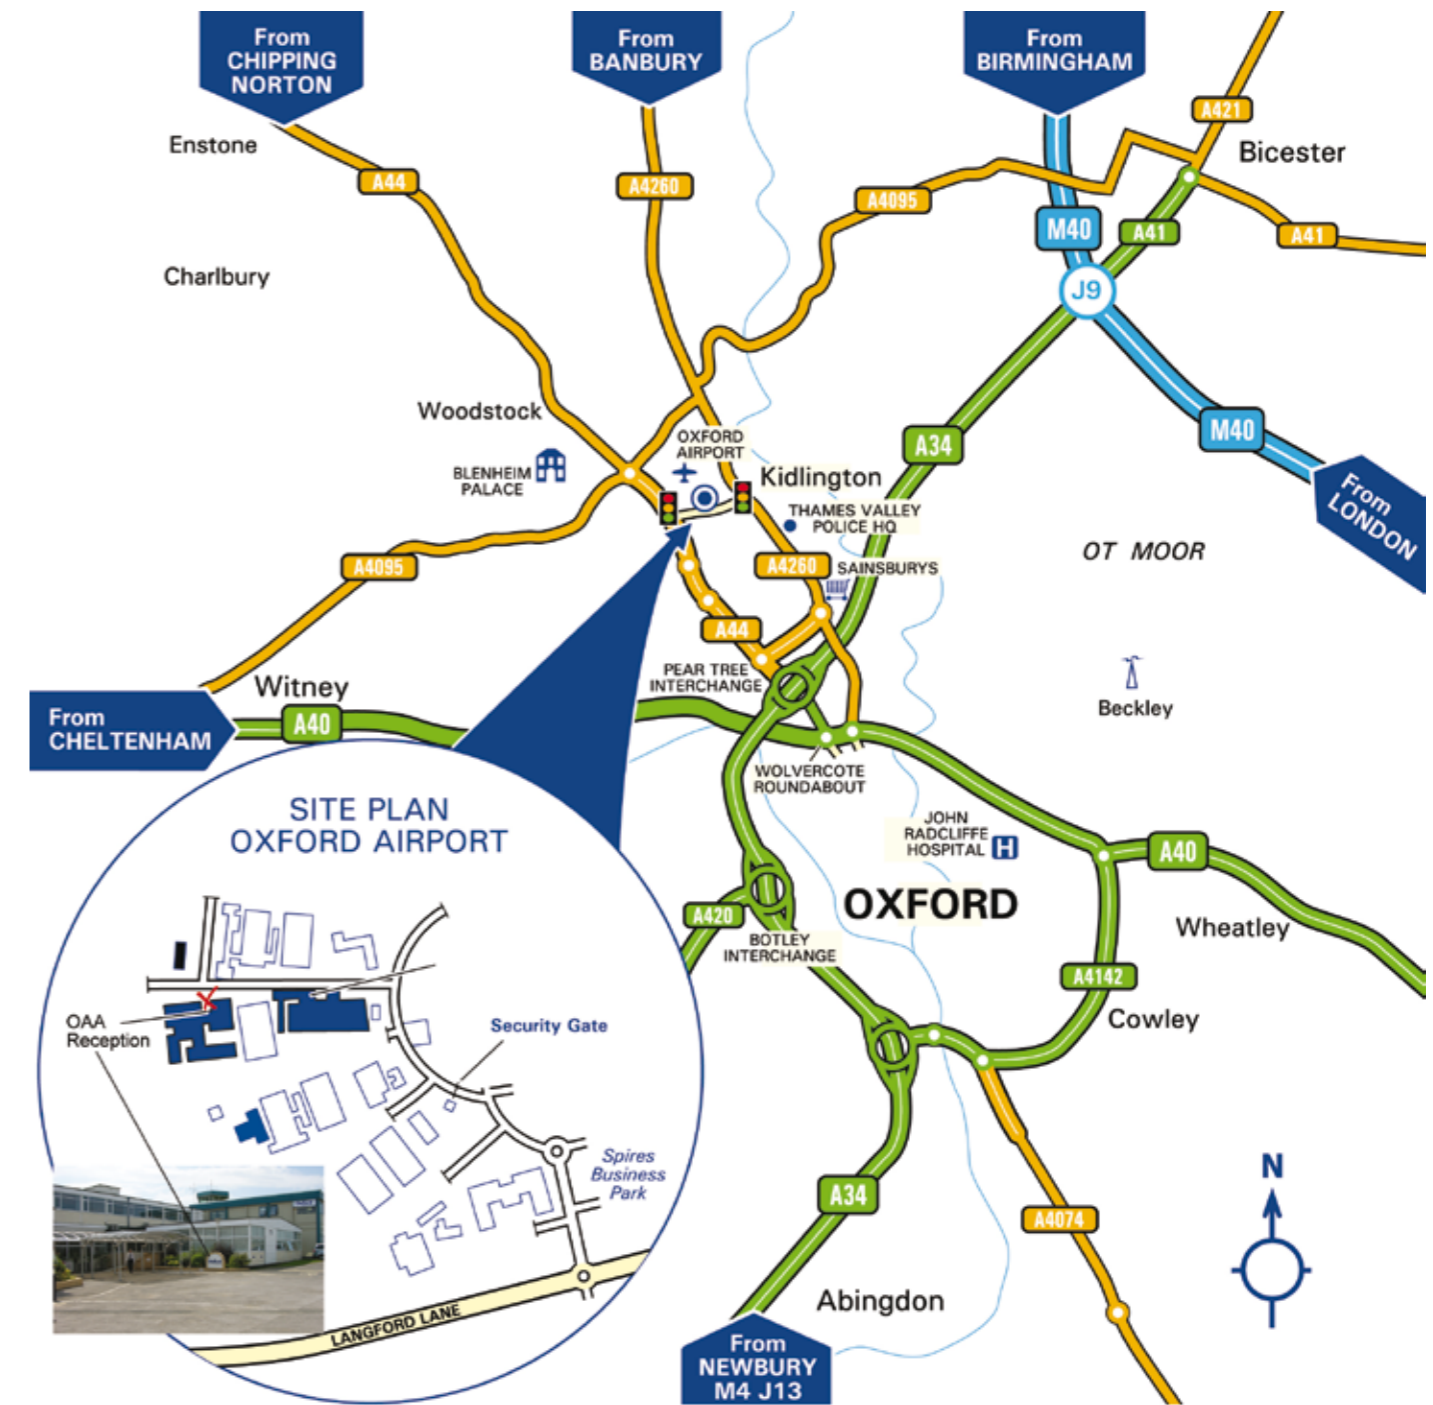 From
CHIPPING
NORTON
From
BANBURY
From
BIRMINGHAM
A421
Enstone
Bicester
A44
A4260
A4095
M40
A41
A41
Charlbury
J9
Woodstock
M40
OXFORD
AIRPORT
A34
BLENHEIM
PALACE
Kidlington
From
LONDON
THAMES VALLEY
POLICE HQ
OT MOOR
A4095
A4260
SAINSBURYS
A44
PEAR TREE
INTERCHANGE
Witney
Beckley
From
CHELTENHAM
A40
WOLVERCOTE
ROUNDABOUT
SITE PLAN
OXFORD AIRPORT
JOHN
RADCLIFFE
HOSPITAL
H
A40
OXFORD
A420
Wheatley
BOTLEY
INTERCHANGE
A4142
OAA
Reception
Security Gate
Cowley
Spires
Business
Park
N
A34
A4074
LANGFORD LANE
Abingdon
From
NEWBURY
M4 J13